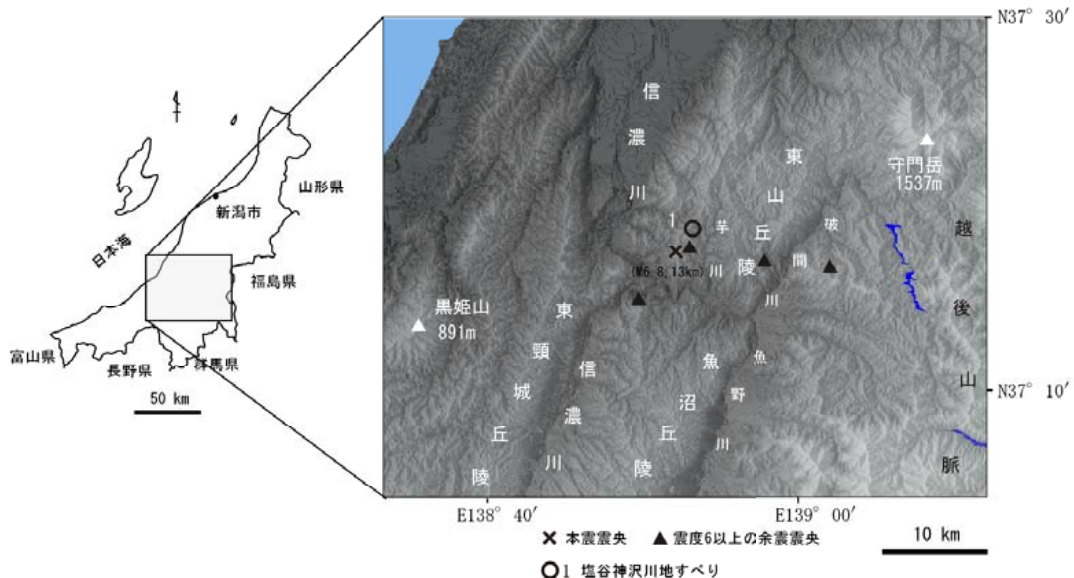 N37° 30′
信濃川
東山丘陵
守門岳
1537m
山形県
新潟市
日本海
福島県
1
芋川
破間川
越後山脈
(M6.8,13km)
黒姫山
891m
東頸城丘陵
信濃川
魚沼丘陵
魚野川
富山県
長野県
群馬県
50 km
N37° 10′
E138° 40′
E139° 00′
本震震央
震度6以上の余震震央
10 km
1 塩谷神沢川地すべり